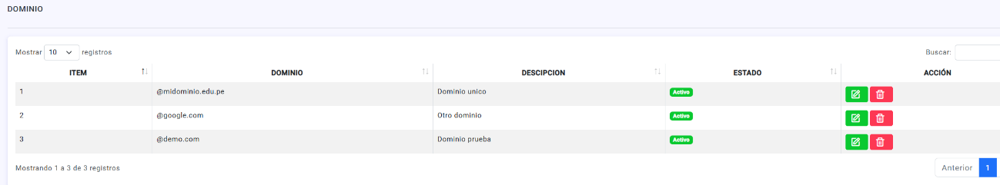 DOMINIO
Mostrar 10 registros Buscar:
ITEM DOMINIO DESCIPCION ESTADO ACCIÓN
1 @midominio.edu.pe Dominio unico Activo
2 @google.com Otro dominio Activo
3 @demo.com Dominio prueba Activo
Mostrando 1 a 3 de 3 registros Anterior 1